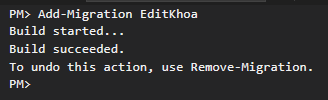 PM> Add-Migration EditKhoa
Build started...
Build succeeded.
To undo this action, use Remove-Migration.
PM>